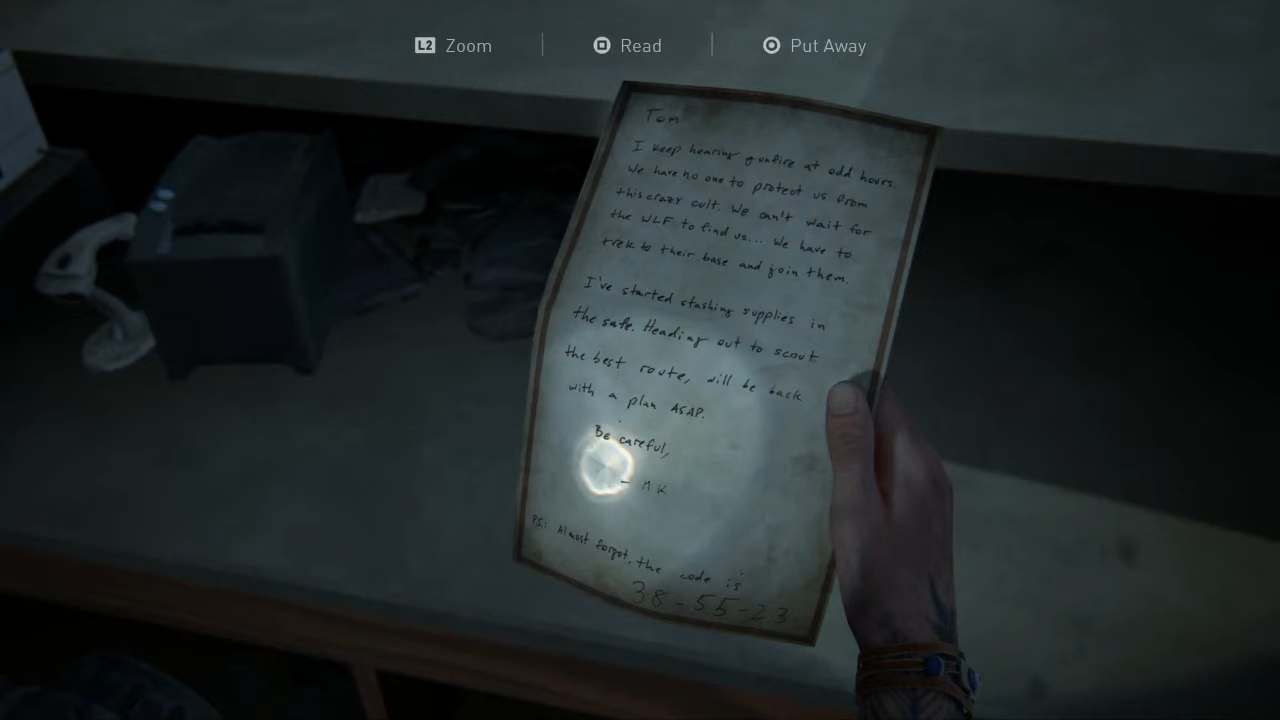 L2 Zoom
Read
Put Away
Tom
I keep hearing gunfire at odd hours.
We have no one to protect us from
this crazy cult. We can't wait for
the WLF to find us... We have to
trek to their base and join them.
I've started stashing supplies in
the safe. Heading out to scout
the best route, will be back
with a plan ASAP.
Be careful,
- MK
PS: Almost forgot, the code is
38-55-23